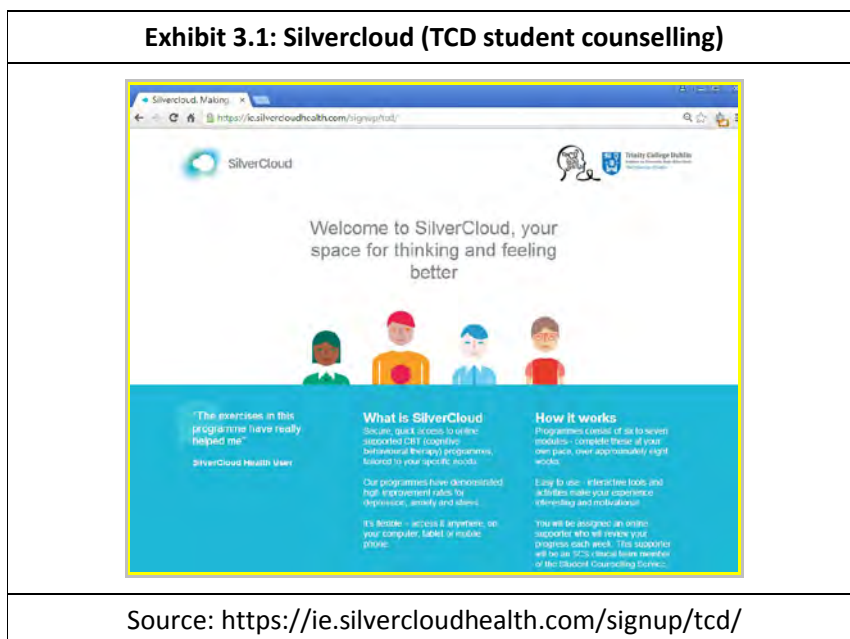 Exhibit 3.1: Silvercloud (TCD student counselling)
Silvercloud. Making
https://ie.silvercloudhealth.com/signup/tcd/
SilverCloud
Trinity College Dublin
Welcome to SilverCloud, your
space for thinking and feeling
better
"The exercises in this
programme have really
helped me"
SilverCloud Health User
What is SilverCloud
Secure, quick access to online
supported CBT (cognitive
behavioural therapy) programmes,
tailored to your specific needs.
Our programmes have demonstrated
high improvement rates for
depression, anxiety and stress.
It's flexible - access it anywhere, on
your computer, tablet or mobile
phone.
How it works
Programmes consist of six to seven
modules - complete these at your
own pace, over approximately eight
weeks.
Easy to use - interactive tools and
activities make your experience
interesting and motivational.
You will be assigned an online
supporter who will review your
progress each week. This supporter
will be an SCS clinical team member
of the Student Counselling Service.
Source: https://ie.silvercloudhealth.com/signup/tcd/